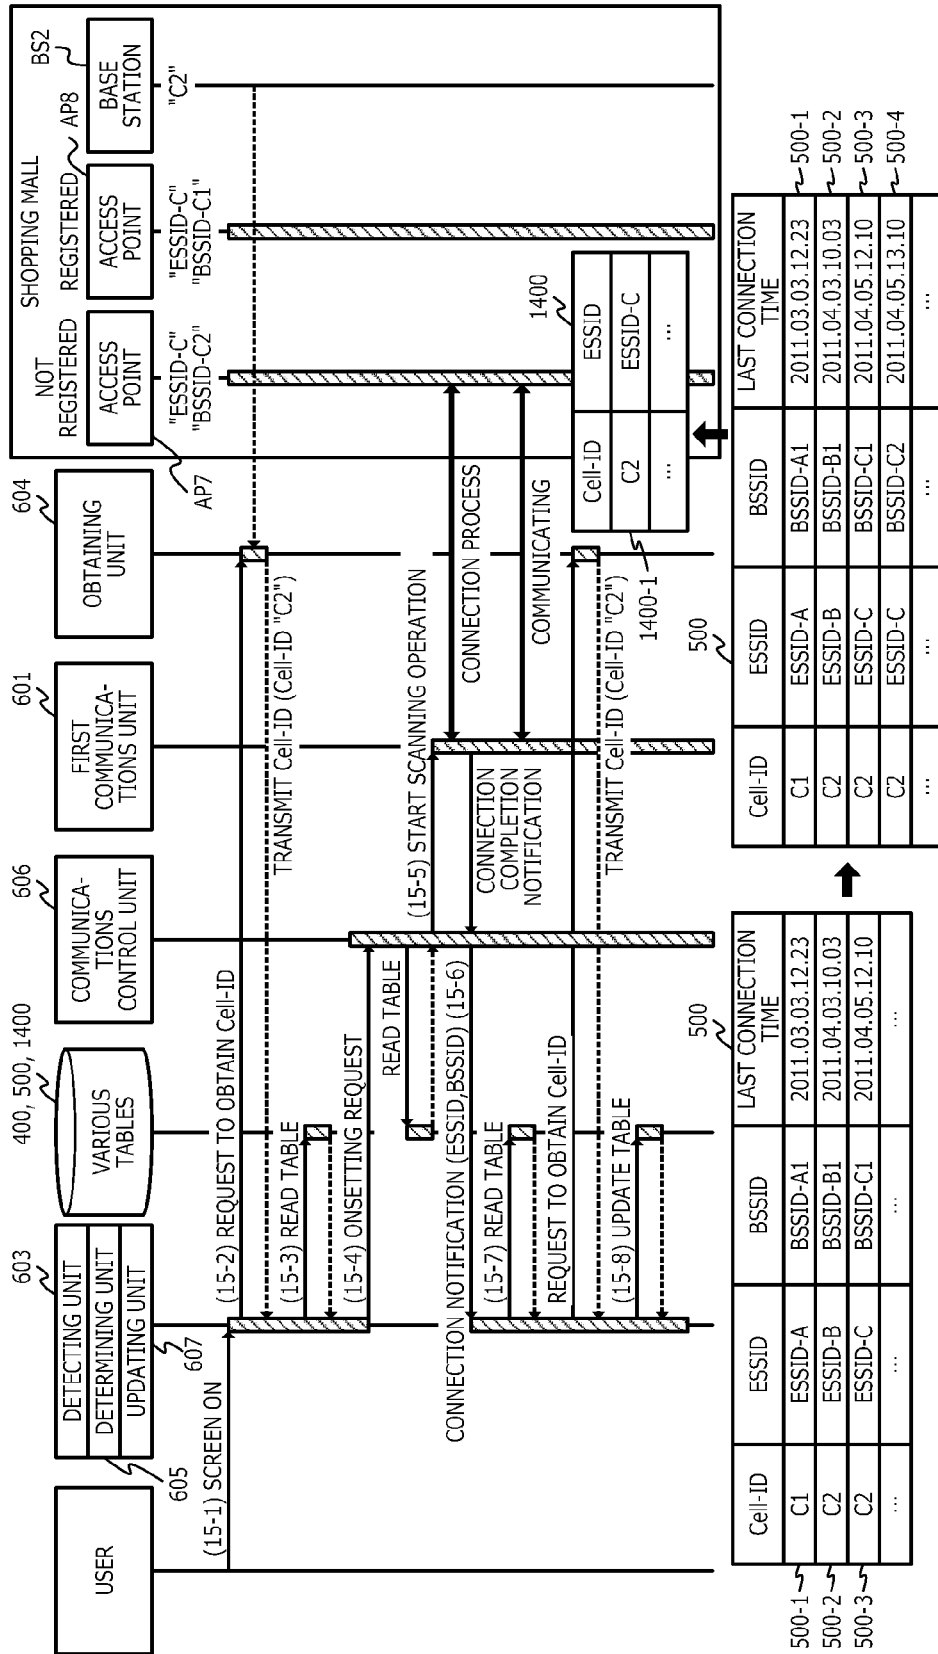 USER
603
DETECTING UNIT
DETERMINING UNIT
UPDATING UNIT
605
607
400, 500, 1400
VARIOUS
TABLES
606
COMMUNICA-
TIONS
CONTROL UNIT
601
FIRST
COMMUNICA-
TIONS UNIT
604
OBTAINING
UNIT
SHOPPING MALL
NOT
REGISTERED
ACCESS
POINT
AP7
"ESSID-C"
"BSSID-C2"
REGISTERED
AP8
ACCESS
POINT
"ESSID-C"
"BSSID-C1"
BS2
BASE
STATION
"C2"
(15-1) SCREEN ON
(15-2) REQUEST TO OBTAIN Cell-ID
TRANSMIT Cell-ID (Cell-ID "C2")
(15-3) READ TABLE
(15-4) ONSETTING REQUEST
READ TABLE
(15-5) START SCANNING OPERATION
CONNECTION PROCESS
CONNECTION
COMPLETION
NOTIFICATION
CONNECTION NOTIFICATION (ESSID,BSSID) (15-6)
COMMUNICATING
(15-7) READ TABLE
REQUEST TO OBTAIN Cell-ID
TRANSMIT Cell-ID (Cell-ID "C2")
(15-8) UPDATE TABLE
1400
Cell-ID ESSID
C2 ESSID-C
... ...
1400-1
500
Cell-ID ESSID BSSID LAST CONNECTION TIME
500-1 C1 ESSID-A BSSID-A1 2011.03.03.12.23
500-2 C2 ESSID-B BSSID-B1 2011.04.03.10.03
500-3 C2 ESSID-C BSSID-C1 2011.04.05.12.10
... ... ... ...
500
Cell-ID ESSID BSSID LAST CONNECTION TIME
C1 ESSID-A BSSID-A1 2011.03.03.12.23 500-1
C2 ESSID-B BSSID-B1 2011.04.03.10.03 500-2
C2 ESSID-C BSSID-C1 2011.04.05.12.10 500-3
C2 ESSID-C BSSID-C2 2011.04.05.13.10 500-4
... ... ... ...